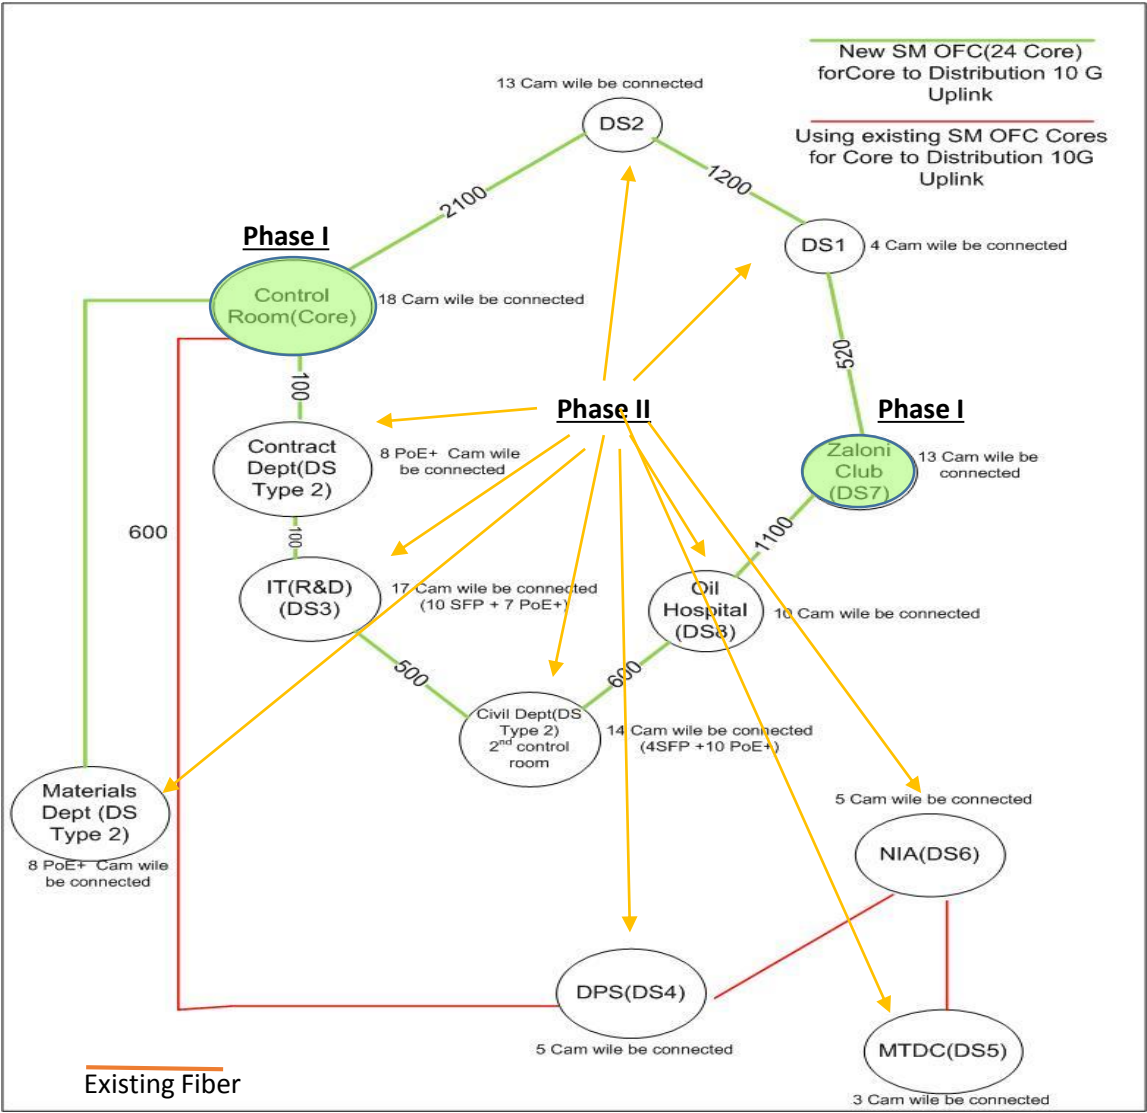 New SM OFC(24 Core)
forCore to Distribution 10 G
Uplink
Using existing SM OFC Cores
for Core to Distribution 10G
Uplink
13 Cam wile be connected
DS2
2100
1200
Phase I
DS1
4 Cam wile be connected
Control
Room(Core)
18 Cam wile be connected
100
520
Phase II
Phase I
Contract
Dept(DS
Type 2)
8 PoE+ Cam wile
be connected
Zaloni
Club
(DS7)
13 Cam wile be
connected
600
100
1100
IT(R&D)
(DS3)
17 Cam wile be connected
(10 SFP + 7 PoE+)
Oil
Hospital
(DS8)
10 Cam wile be connected
500
600
Civil Dept(DS
Type 2)
2nd control
room
14 Cam wile be connected
(4SFP +10 PoE+)
Materials
Dept (DS
Type 2)
8 PoE+ Cam wile
be connected
5 Cam wile be connected
NIA(DS6)
DPS(DS4)
5 Cam wile be connected
MTDC(DS5)
3 Cam wile be connected
Existing Fiber